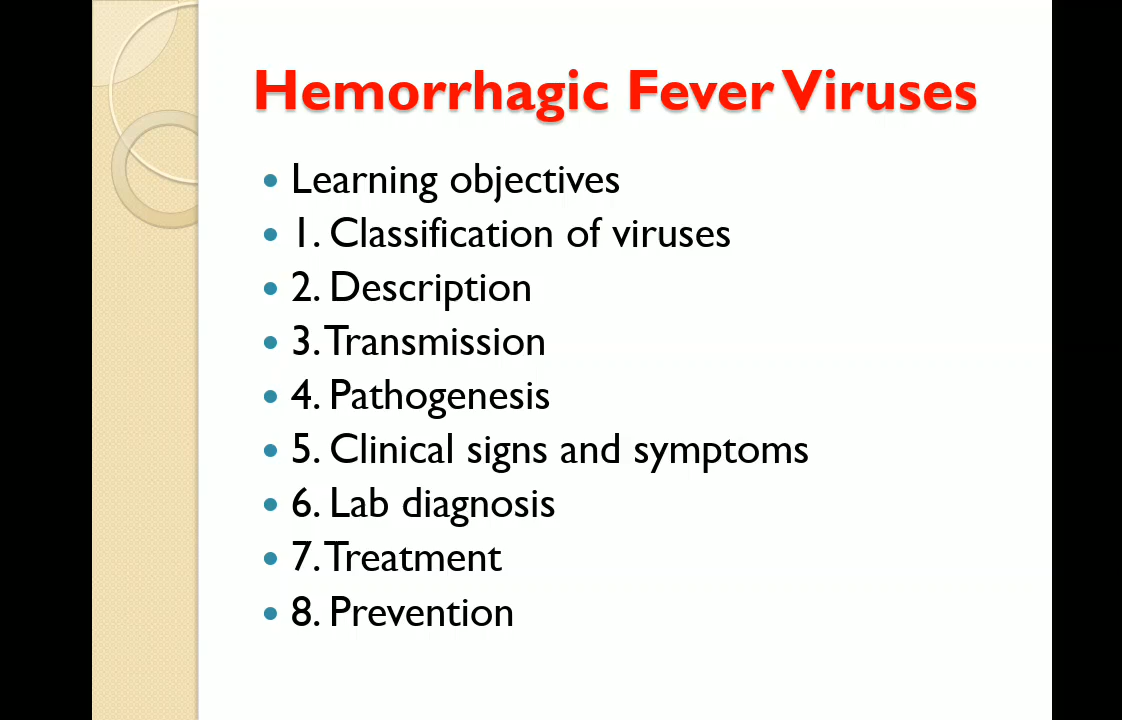 Hemorrhagic Fever Viruses
• Learning objectives
• 1. Classification of viruses
• 2. Description
• 3. Transmission
• 4. Pathogenesis
• 5. Clinical signs and symptoms
• 6. Lab diagnosis
• 7. Treatment
• 8. Prevention